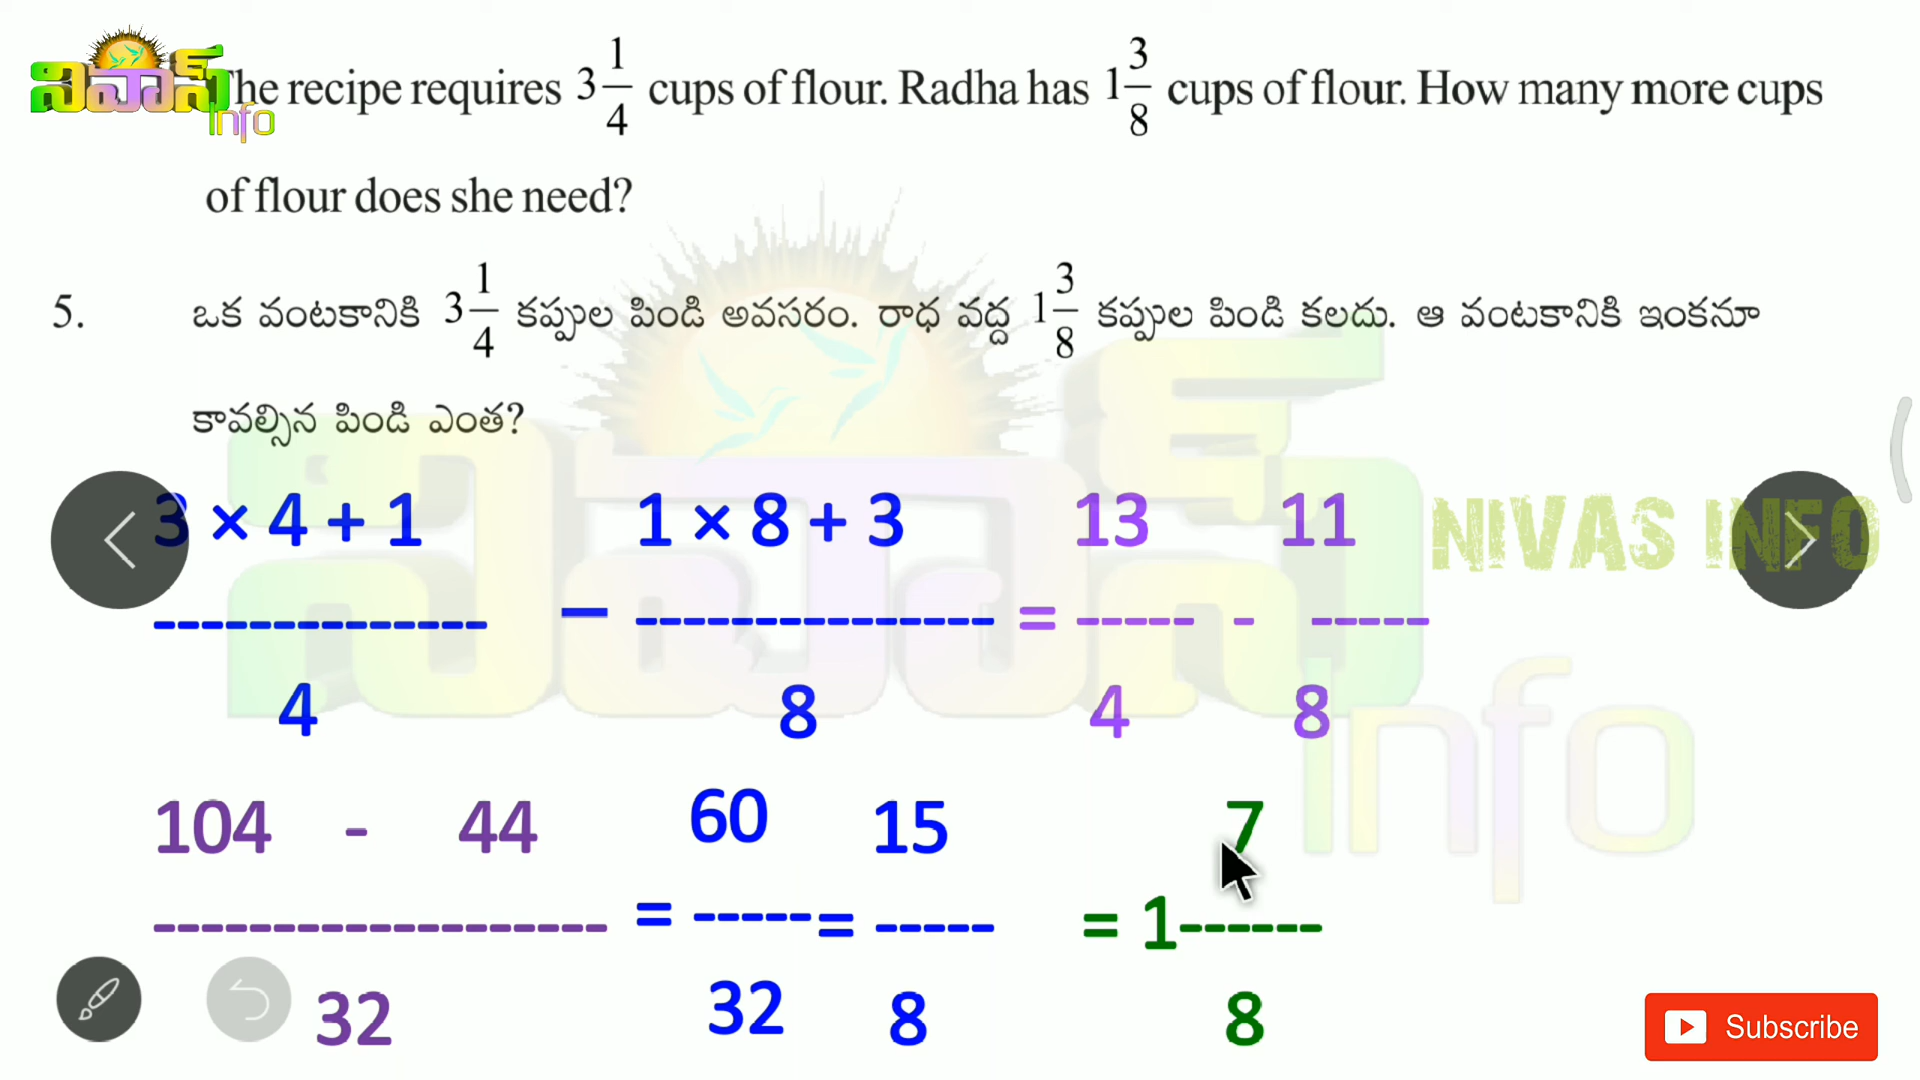 నివాస్
Info
The recipe requires 3 1/4 cups of flour. Radha has 1 3/8 cups of flour. How many more cups
of flour does she need?
5. ఒక వంటకానికి 3 1/4 కప్పుల పిండి అవసరం. రాధ వద్ద 1 3/8 కప్పుల పిండి కలదు. ఆ వంటకానికి ఇంకనూ
కావల్సిన పిండి ఎంత?
3 × 4 + 1 1 × 8 + 3 13 11
--------------- – --------------- = ----- - -----
4 8 4 8
NIVAS INFO
నివాస్
info
104 - 44 60 15 7
------------------- = ----- = ----- = 1------
32 32 8 8
Subscribe